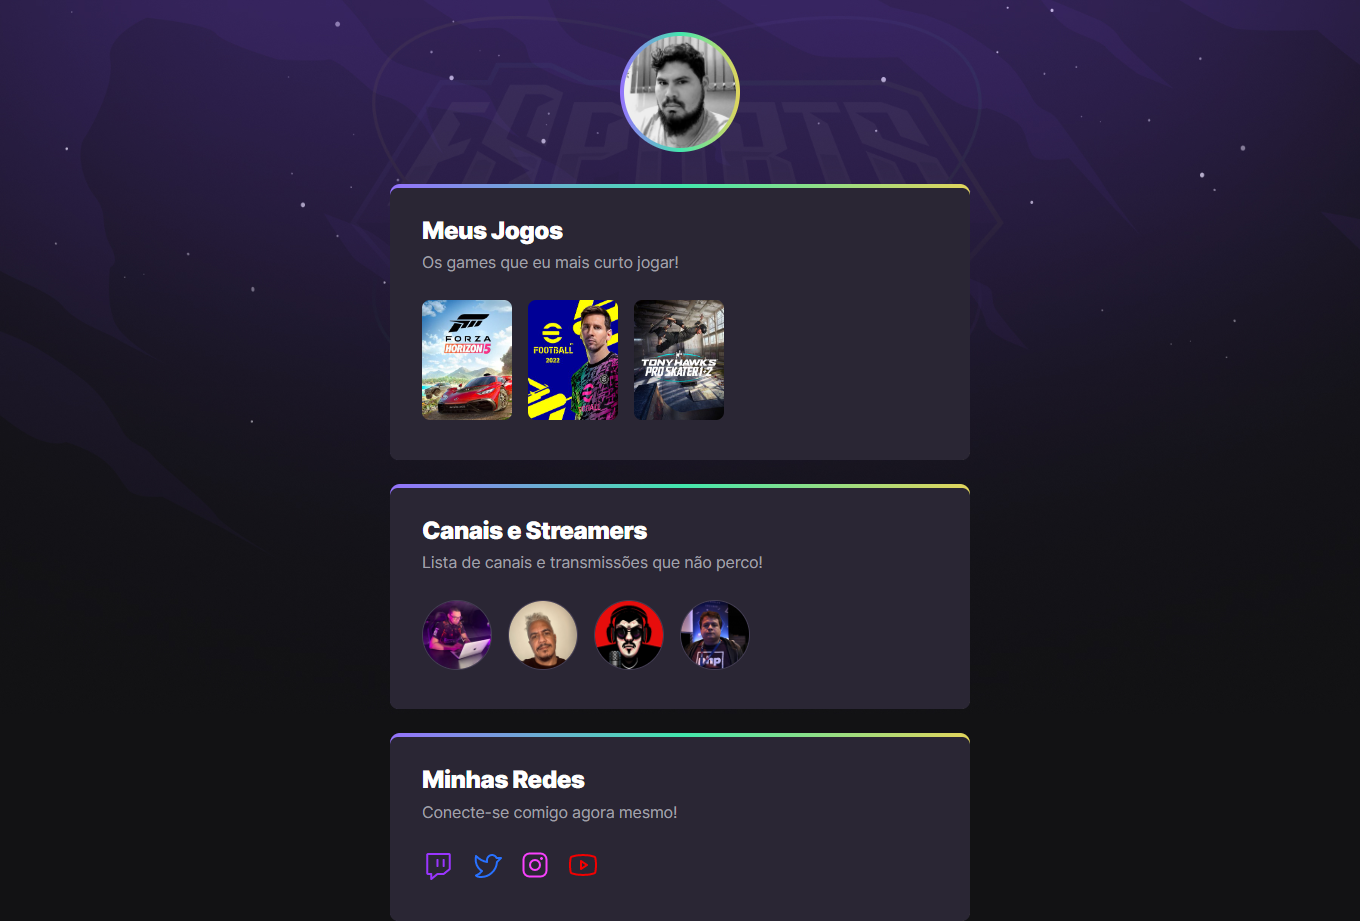 ESPORTS
Meus Jogos
Os games que eu mais curto jogar!
FORZA
HORIZON 5
FOOTBALL
2022
TONY HAWK'S
PRO SKATER 1+2
Canais e Streamers
Lista de canais e transmissões que não perco!
Minhas Redes
Conecte-se comigo agora mesmo!